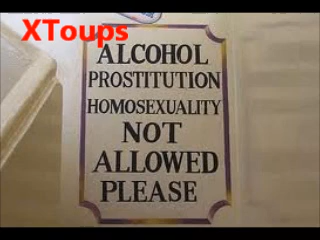 XToups
ALCOHOL
PROSTITUTION
HOMOSEXUALITY
NOT
ALLOWED
PLEASE